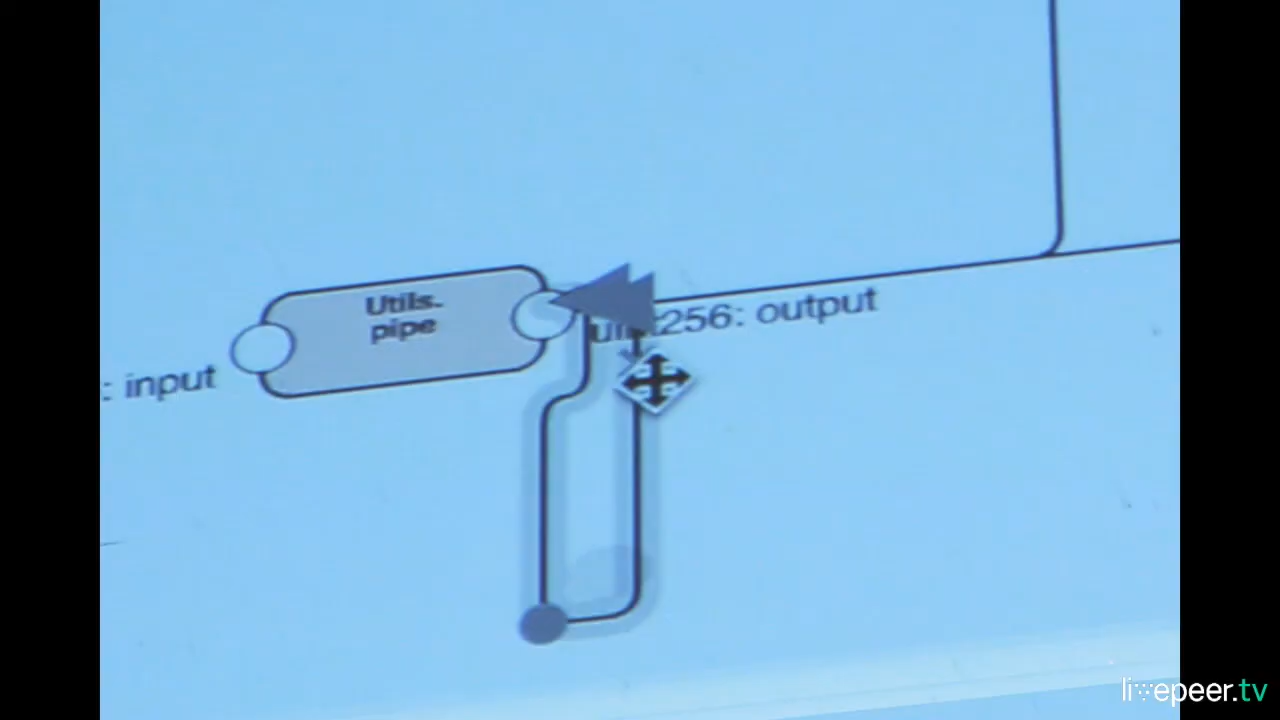 Utils.
pipe
256: output
: input
livepeer.tv